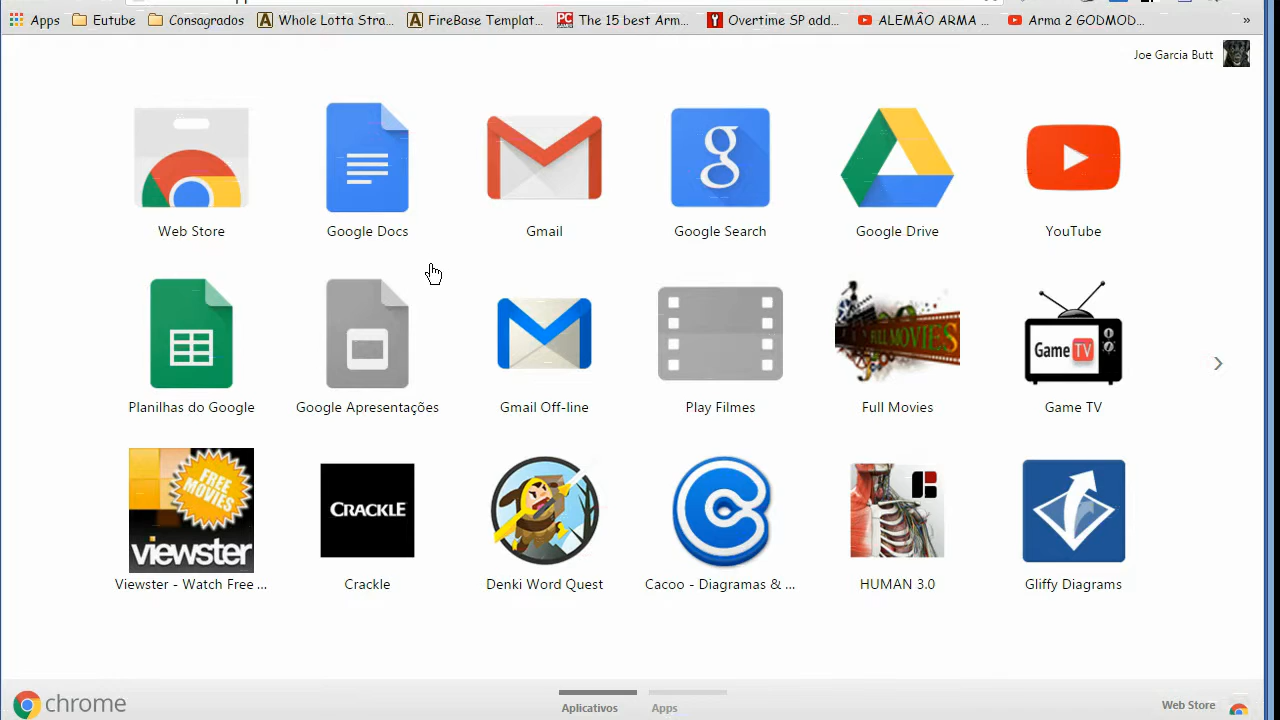 Apps Eutube Consagrados Whole Lotta Stra... FireBase Templat... The 15 best Arm... Overtime SP add... ALEMÃO ARMA ... Arma 2 GODMOD... »
Joe Garcia Butt
Web Store Google Docs Gmail Google Search Google Drive YouTube
FULL MOVIES
Game TV
Planilhas do Google Google Apresentações Gmail Off-line Play Filmes Full Movies Game TV
FREE MOVIES
viewster
CRACKLE
Viewster - Watch Free ... Crackle Denki Word Quest Cacoo - Diagramas & ... HUMAN 3.0 Gliffy Diagrams
chrome Aplicativos Apps Web Store